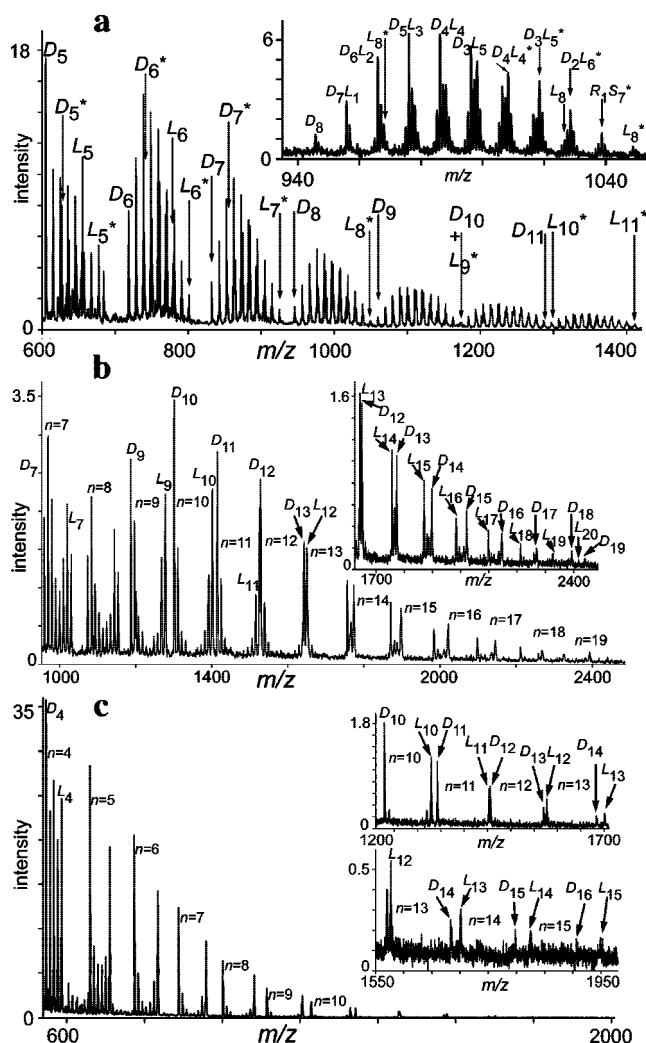 a
18
D5
D5*
L5
L5*
D6
D6*
L6
L6*
D7
D7*
L7*
D8
L8*
D9
D10
+
L9*
D11
L10*
L11*
intensity
0
600 800 1000 1200 1400
m/z
6
0
D8
D7L1
D6L2
L8*
D5L3
D4L4
D3L5
D4L4*
D3L5*
L8
D2L6*
R1S7*
L8*
940 1040
m/z
b
3.5
n=7
D7
L7
n=8
D9
n=9
L9
D10
n=10
L10
D11
n=11
L11
D12
n=12
D13
L12
n=13
n=14
n=15
n=16
n=17
n=18
n=19
intensity
0
1000 1400 2000 2400
m/z
1.6
L13
D12
L14
D13
L15
D14
L16
D15
L17
D16
L18
D17
L19
D18
L20
D19
0
1700 2400
m/z
c
35
D4
n=4
L4
n=5
n=6
n=7
n=8
n=9
n=10
intensity
0
600 2000
m/z
1.8
D10
n=10
L10
D11
n=11
L11
D12
n=12
D13
L12
n=13
D14
L13
0
1200 1700
m/z
0.5
L12
n=13
D14
L13
n=14
D15
L14
n=15
D16
L15
0
1550 1950
m/z